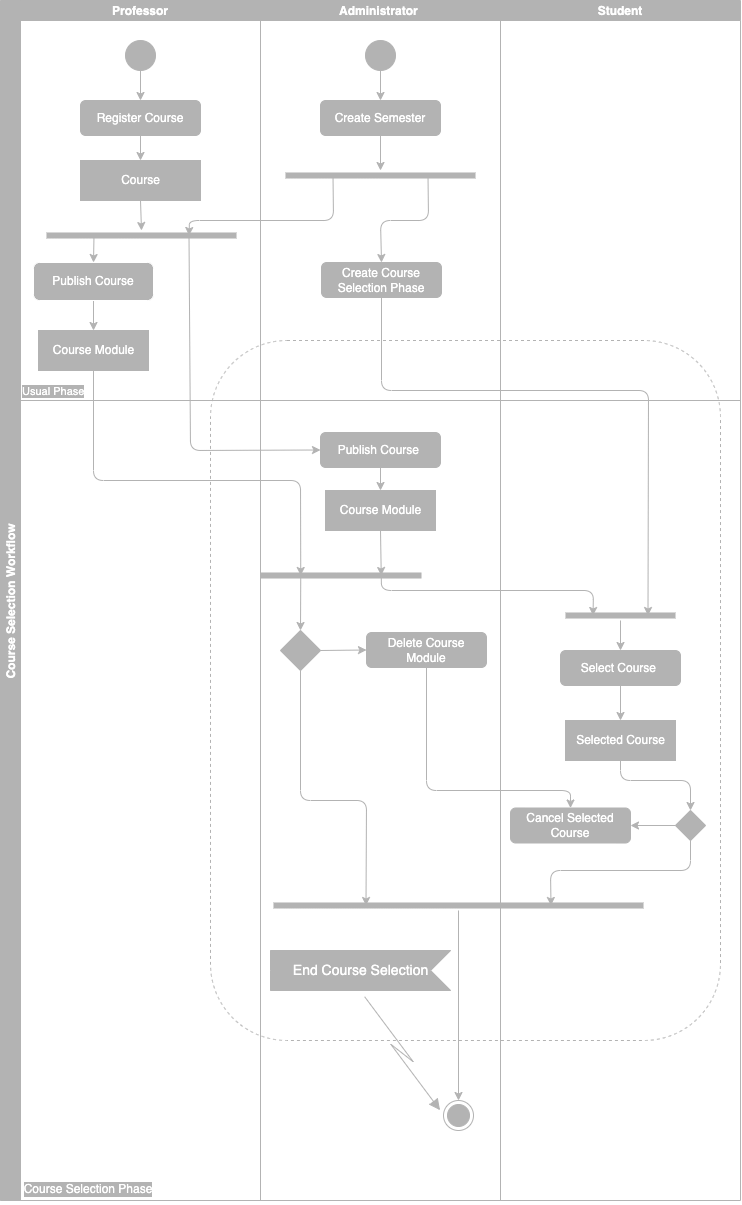 Professor
Administrator
Student
Register Course
Create Semester
Course
Publish Course
Create Course
Selection Phase
Course Module
Usual Phase
Publish Course
Course Module
Course Selection Workflow
Delete Course
Module
Select Course
Selected Course
Cancel Selected
Course
End Course Selection
Course Selection Phase